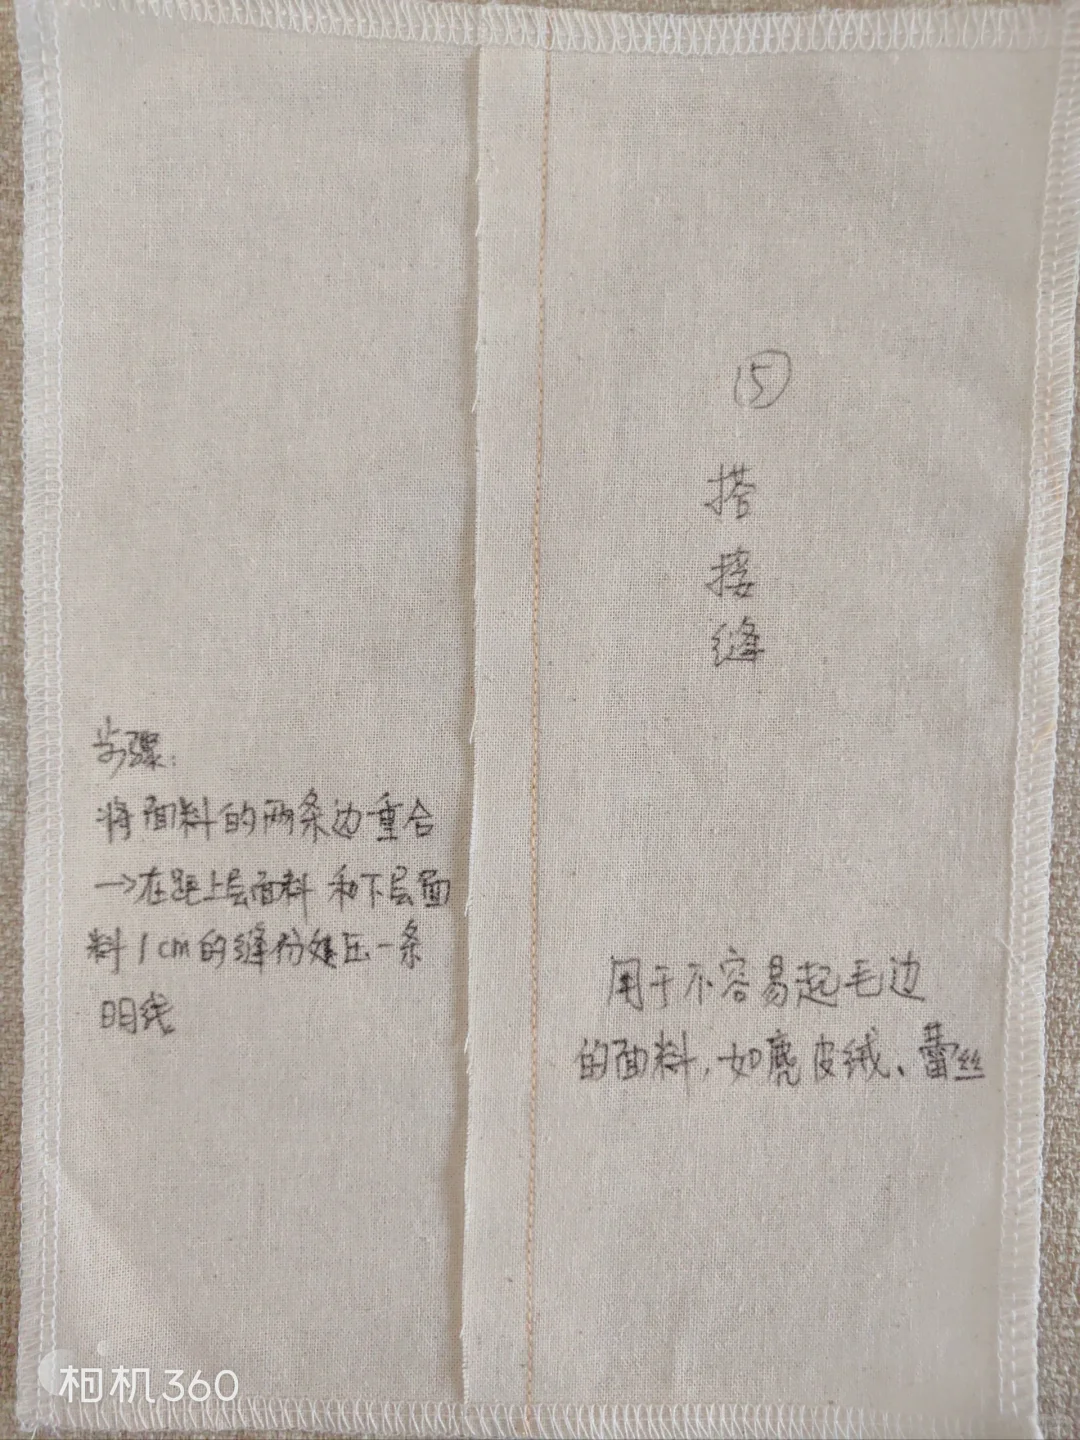 ⑤
搭
接
缝
步骤:
将面料的两条边重合
→在距上层面料和下层面
料1cm的缝份处压一条
明线
用于不容易起毛边
的面料,如麂皮绒、蕾丝
相机360